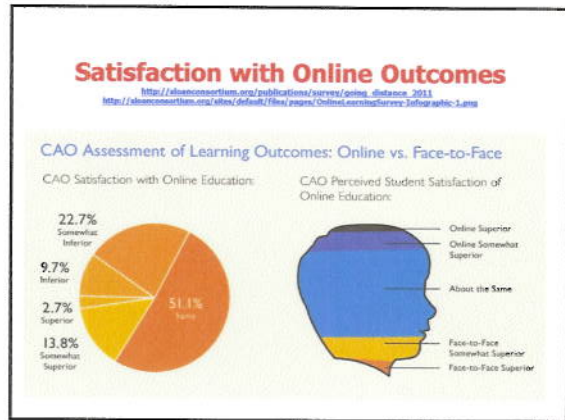 Satisfaction with Online Outcomes
http://sloanconsortium.org/publications/survey/going_distance_2011
http://sloanconsortium.org/sites/default/files/pages/OnlineLearningSurvey-Infographic-1.png
CAO Assessment of Learning Outcomes: Online vs. Face-to-Face
CAO Satisfaction with Online Education:
22.7%
Somewhat
Inferior
9.7%
Inferior
2.7%
Superior
13.8%
Somewhat
Superior
51.1%
Same
CAO Perceived Student Satisfaction of
Online Education:
Online Superior
Online Somewhat
Superior
About the Same
Face-to-Face
Somewhat Superior
Face-to-Face Superior